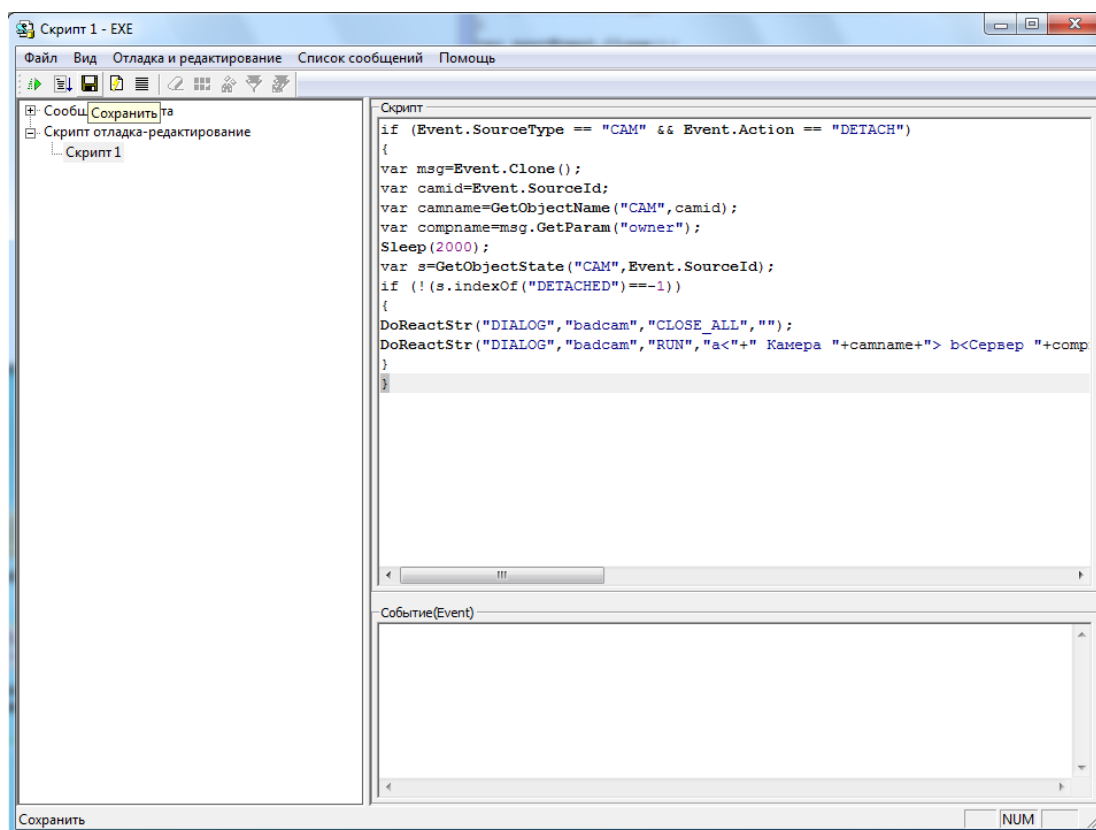 Скрипт 1 - EXE
Файл Вид Отладка и редактирование Список сообщений Помощь
Сообщ
та
Сохранить
Скрипт отладка-редактирование
Скрипт 1
Скрипт
if (Event.SourceType == "CAM" && Event.Action == "DETACH")
{
var msg=Event.Clone();
var camid=Event.SourceId;
var camname=GetObjectName("CAM",camid);
var compname=msg.GetParam("owner");
Sleep(2000);
var s=GetObjectState("CAM",Event.SourceId);
if (!(s.indexOf("DETACHED")==-1))
{
DoReactStr("DIALOG","badcam","CLOSE_ALL","");
DoReactStr("DIALOG","badcam","RUN","a<"+" Камера "+camname+"> b<Сервер "+comp
}
}
Событие(Event)
Сохранить
NUM